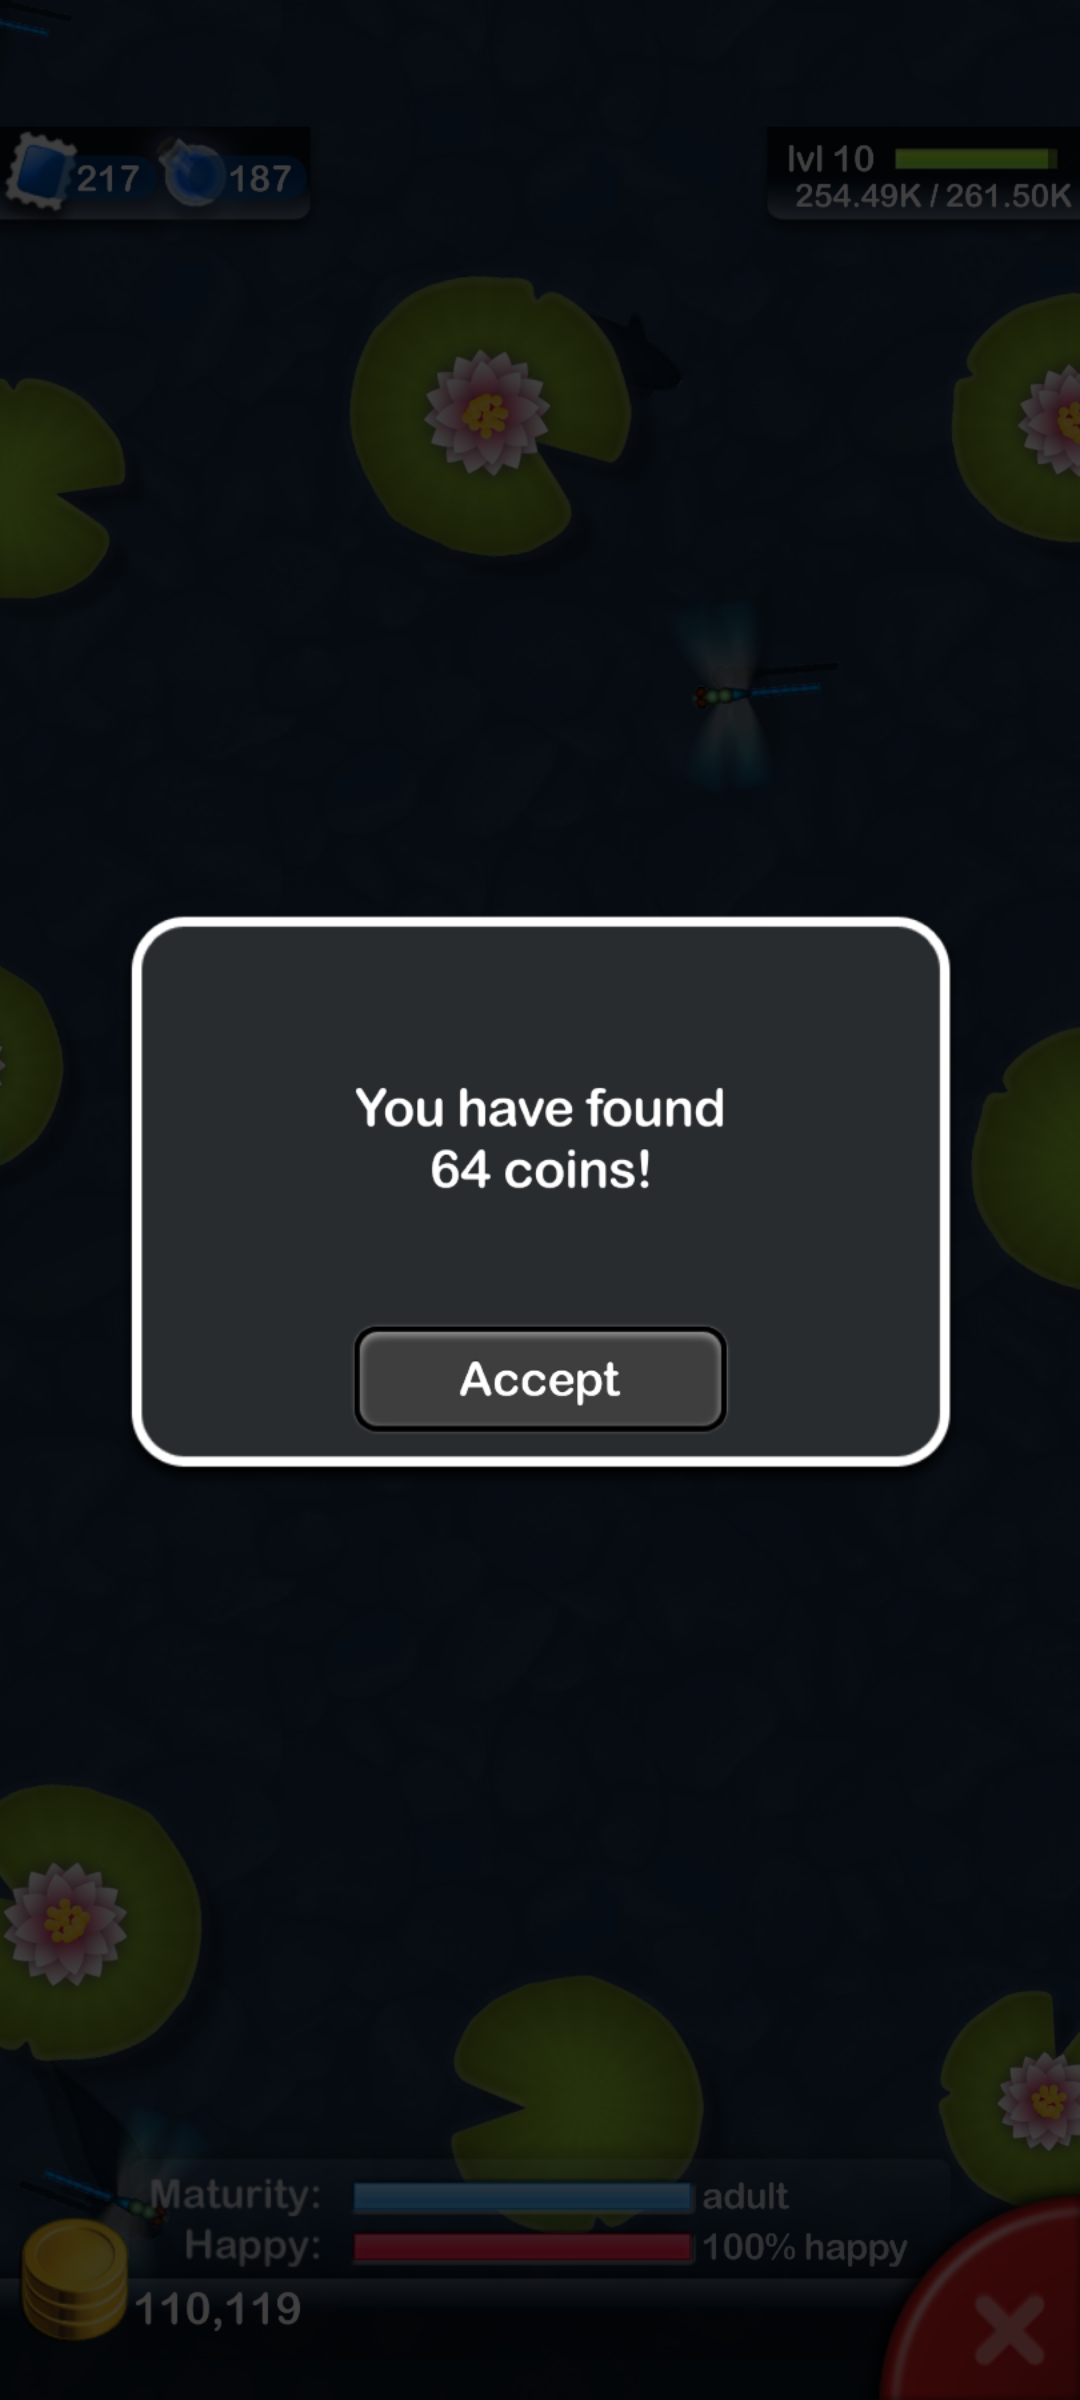 217 187
lvl 10
254.49K / 261.50K
You have found
64 coins!
Accept
Maturity: adult
Happy: 100% happy
110,119